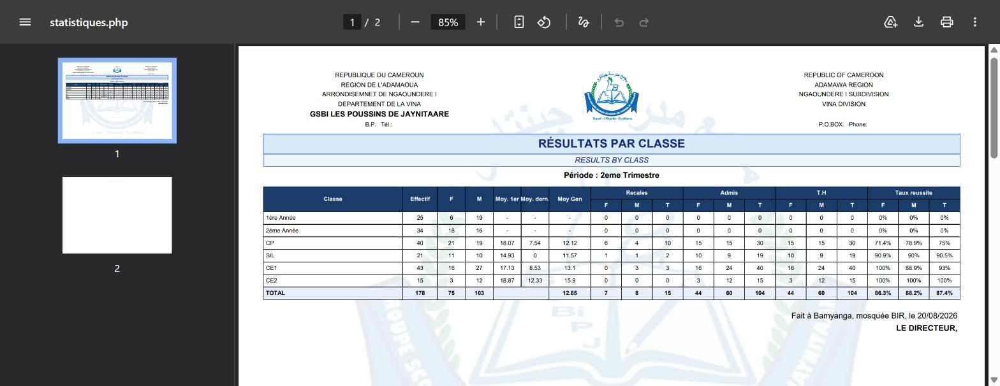 statistiques.php
1 / 2
85%
1
2
REPUBLIQUE DU CAMEROUN
REGION DE L'ADAMAOUA
ARRONDISEMNET DE NGAOUNDERE I
DEPARTEMENT DE LA VINA
GSBI LES POUSSINS DE JAYNITAARE
B.P. Tél.:
Travail - Efficacité - Excellence
REPUBLIC OF CAMEROON
ADAMAWA REGION
NGAOUNDERE I SUBDIVISION
VINA DIVISION
P.O.BOX. Phone:
RÉSULTATS PAR CLASSE
RESULTS BY CLASS
Période : 2eme Trimestre
Classe Effectif F M Moy. 1er Moy. dern. Moy Gen Recales Admis T.H Taux reussite
F M T F M T F M T F M T
1ère Année 25 6 19 - - - 0 0 0 0 0 0 0 0 0 0% 0% 0%
2ème Année 34 18 16 - - - 0 0 0 0 0 0 0 0 0 0% 0% 0%
CP 40 21 19 18.07 7.54 12.12 6 4 10 15 15 30 15 15 30 71.4% 78.9% 75%
SIL 21 11 10 14.93 0 11.57 1 1 2 10 9 19 10 9 19 90.9% 90% 90.5%
CE1 43 16 27 17.13 8.53 13.1 0 3 3 16 24 40 16 24 40 100% 88.9% 93%
CE2 15 3 12 18.87 12.33 15.9 0 0 0 3 12 15 3 12 15 100% 100% 100%
TOTAL 178 75 103 12.85 7 8 15 44 60 104 44 60 104 86.3% 88.2% 87.4%
Fait à Bamyanga, mosquée BIR, le 20/08/2026
LE DIRECTEUR,